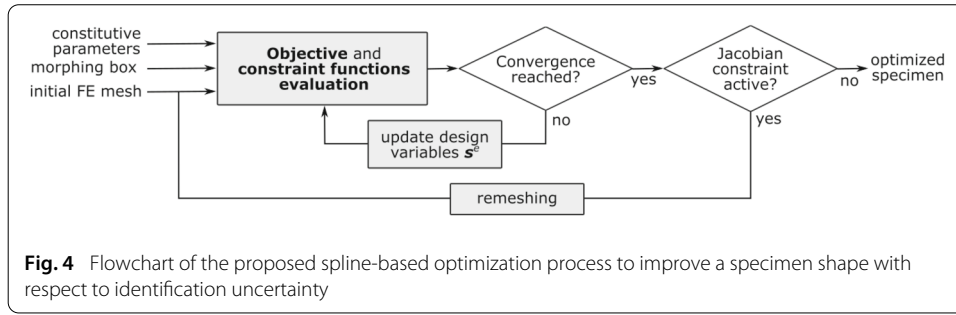 constitutive
parameters
morphing box
initial FE mesh
Objective and
constraint functions
evaluation
Convergence
reached?
yes
no
Jacobian
constraint
active?
no
yes
optimized
specimen
update design
variables sᵉ
remeshing
Fig. 4 Flowchart of the proposed spline-based optimization process to improve a specimen shape with
respect to identification uncertainty